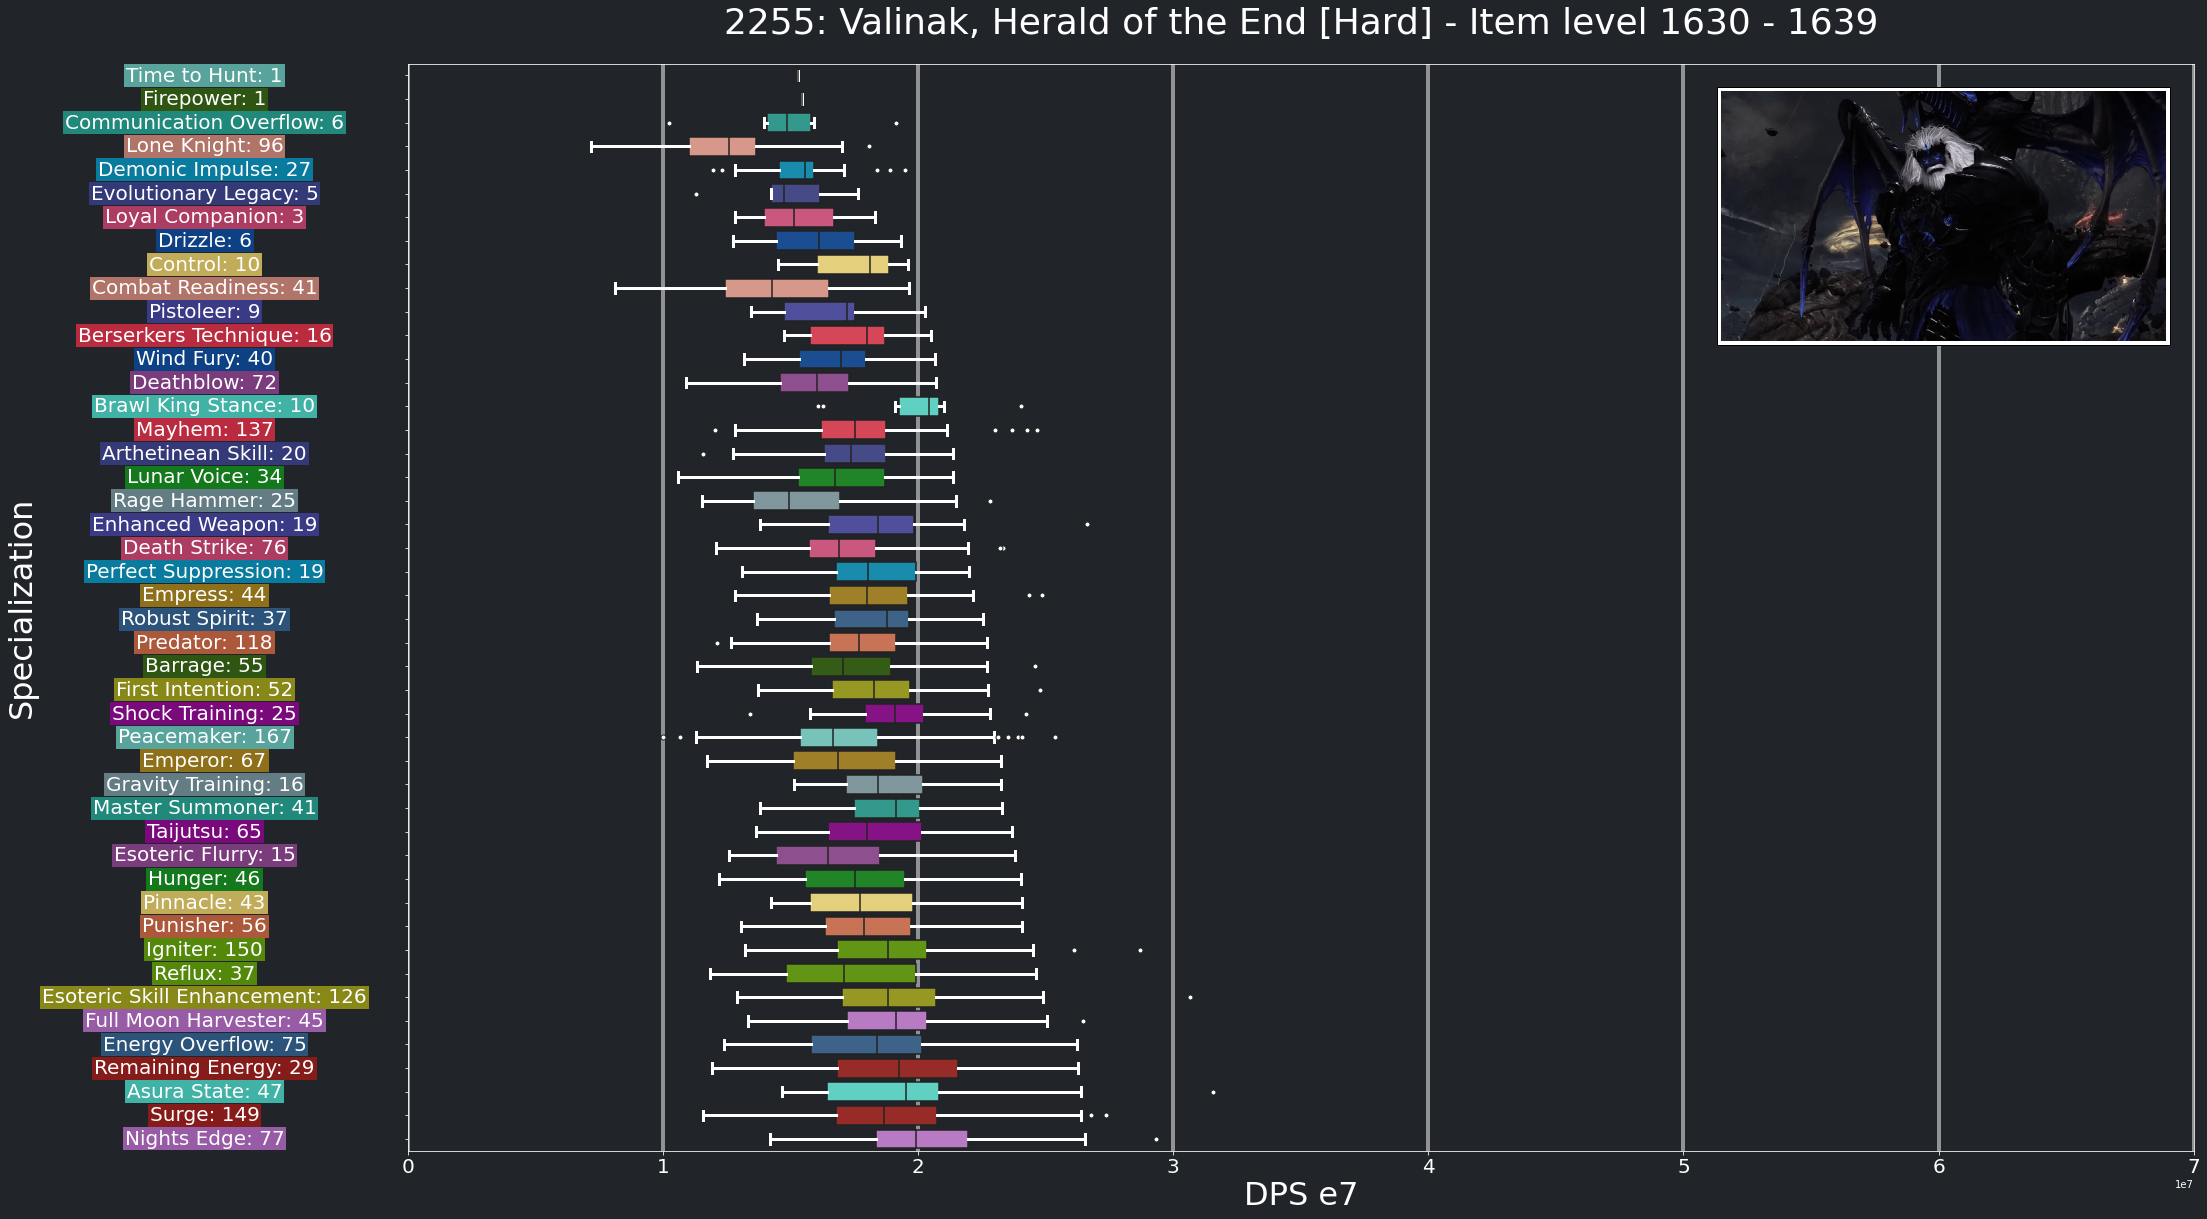 2255: Valinak, Herald of the End [Hard] - Item level 1630 - 1639
Specialization
Time to Hunt: 1
Firepower: 1
Communication Overflow: 6
Lone Knight: 96
Demonic Impulse: 27
Evolutionary Legacy: 5
Loyal Companion: 3
Drizzle: 6
Control: 10
Combat Readiness: 41
Pistoleer: 9
Berserkers Technique: 16
Wind Fury: 40
Deathblow: 72
Brawl King Stance: 10
Mayhem: 137
Arthetinean Skill: 20
Lunar Voice: 34
Rage Hammer: 25
Enhanced Weapon: 19
Death Strike: 76
Perfect Suppression: 19
Empress: 44
Robust Spirit: 37
Predator: 118
Barrage: 55
First Intention: 52
Shock Training: 25
Peacemaker: 167
Emperor: 67
Gravity Training: 16
Master Summoner: 41
Taijutsu: 65
Esoteric Flurry: 15
Hunger: 46
Pinnacle: 43
Punisher: 56
Igniter: 150
Reflux: 37
Esoteric Skill Enhancement: 126
Full Moon Harvester: 45
Energy Overflow: 75
Remaining Energy: 29
Asura State: 47
Surge: 149
Nights Edge: 77
0 1 2 3 4 5 6 7
1e7
DPS e7